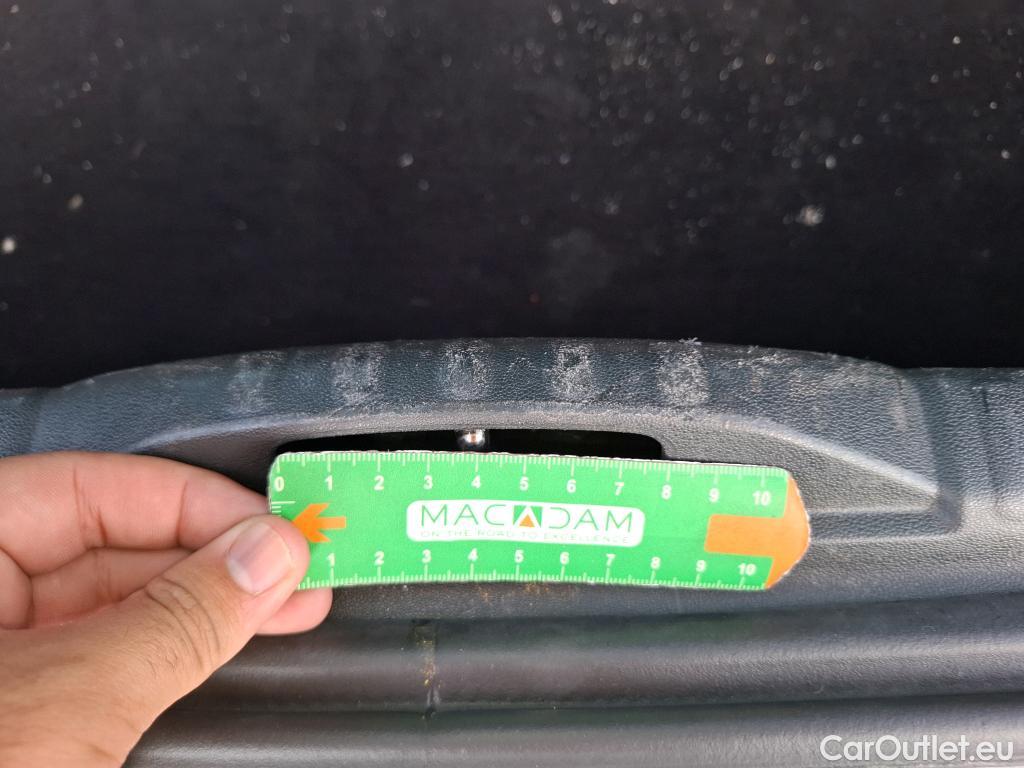 0 1 2 3 4 5 6 7 8 9 10
MACADAM
ON THE ROAD TO EXCELLENCE
1 2 3 4 5 6 7 8 9 10
CarOutlet.eu